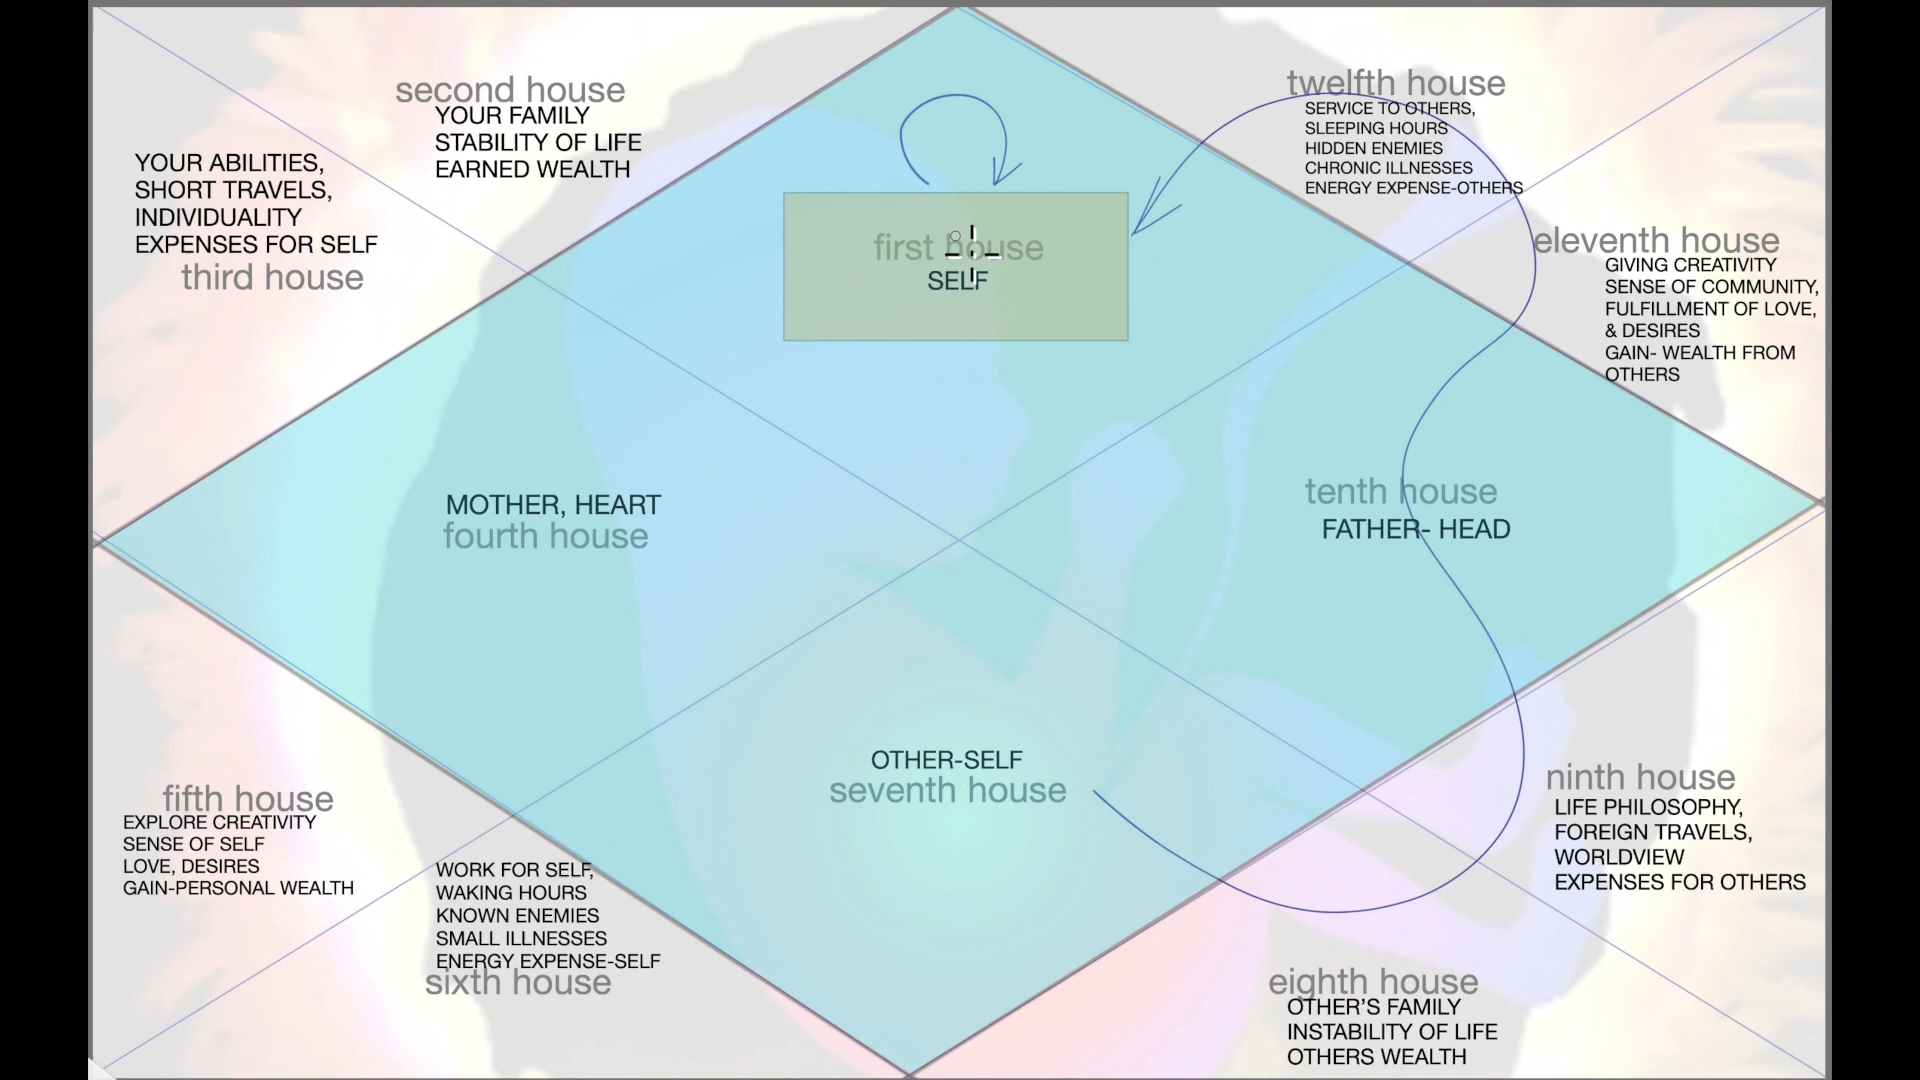 second house
YOUR FAMILY
STABILITY OF LIFE
EARNED WEALTH
YOUR ABILITIES,
SHORT TRAVELS,
INDIVIDUALITY
EXPENSES FOR SELF
third house
first house
SELF
twelfth house
SERVICE TO OTHERS,
SLEEPING HOURS
HIDDEN ENEMIES
CHRONIC ILLNESSES
ENERGY EXPENSE-OTHERS
eleventh house
GIVING CREATIVITY
SENSE OF COMMUNITY,
FULFILLMENT OF LOVE,
& DESIRES
GAIN- WEALTH FROM
OTHERS
MOTHER, HEART
fourth house
tenth house
FATHER- HEAD
OTHER-SELF
seventh house
fifth house
EXPLORE CREATIVITY
SENSE OF SELF
LOVE, DESIRES
GAIN-PERSONAL WEALTH
WORK FOR SELF,
WAKING HOURS
KNOWN ENEMIES
SMALL ILLNESSES
ENERGY EXPENSE-SELF
sixth house
ninth house
LIFE PHILOSOPHY,
FOREIGN TRAVELS,
WORLDVIEW
EXPENSES FOR OTHERS
eighth house
OTHER'S FAMILY
INSTABILITY OF LIFE
OTHERS WEALTH